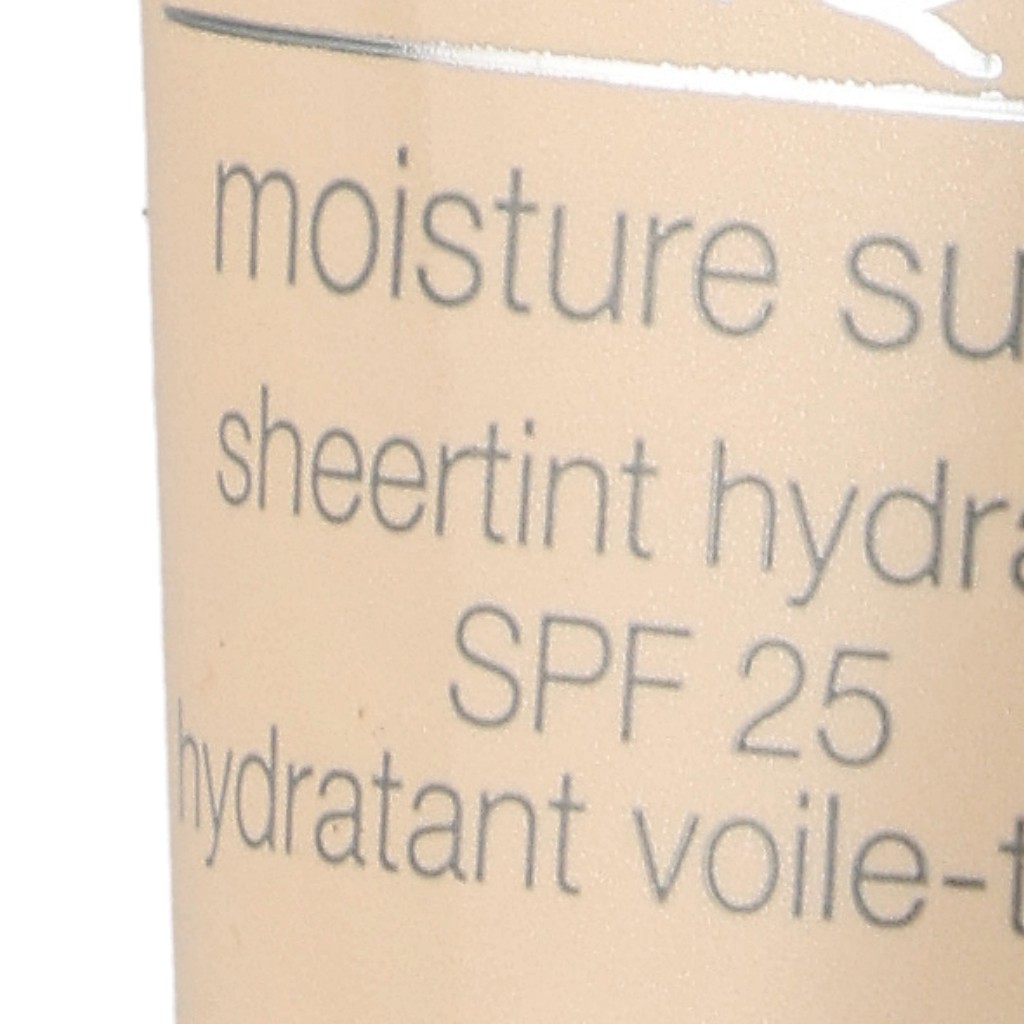 moisture su
sheertint hydra
SPF 25
hydratant voile-t